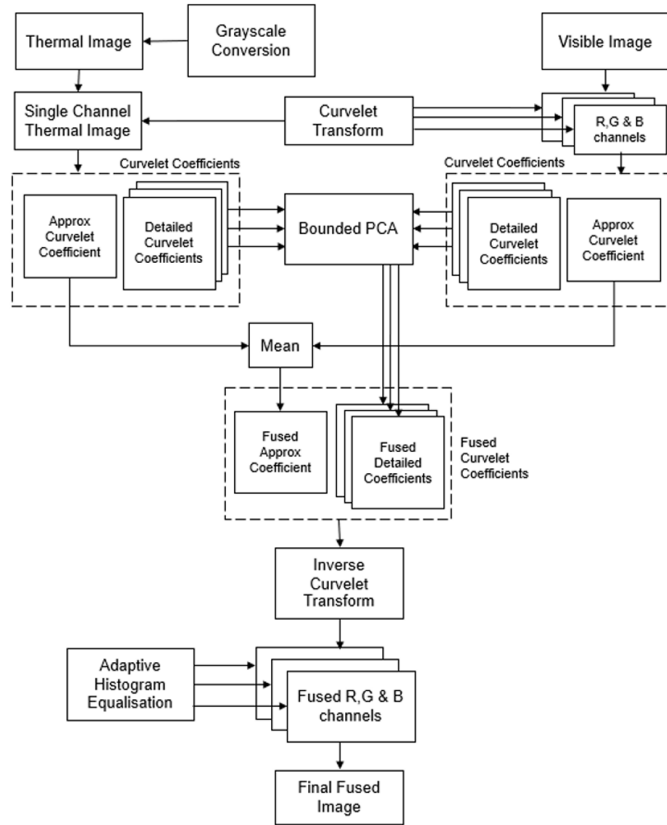 Thermal Image
Grayscale
Conversion
Visible Image
Single Channel
Thermal Image
Curvelet
Transform
R,G & B
channels
Curvelet Coefficients
Curvelet Coefficients
Approx
Curvelet
Coefficient
Detailed
Curvelet
Coefficients
Bounded PCA
Detailed
Curvelet
Coefficients
Approx
Curvelet
Coefficient
Mean
Fused
Approx
Coefficient
Fused
Detailed
Coefficients
Fused
Curvelet
Coefficients
Inverse
Curvelet
Transform
Adaptive
Histogram
Equalisation
Fused R,G & B
channels
Final Fused
Image